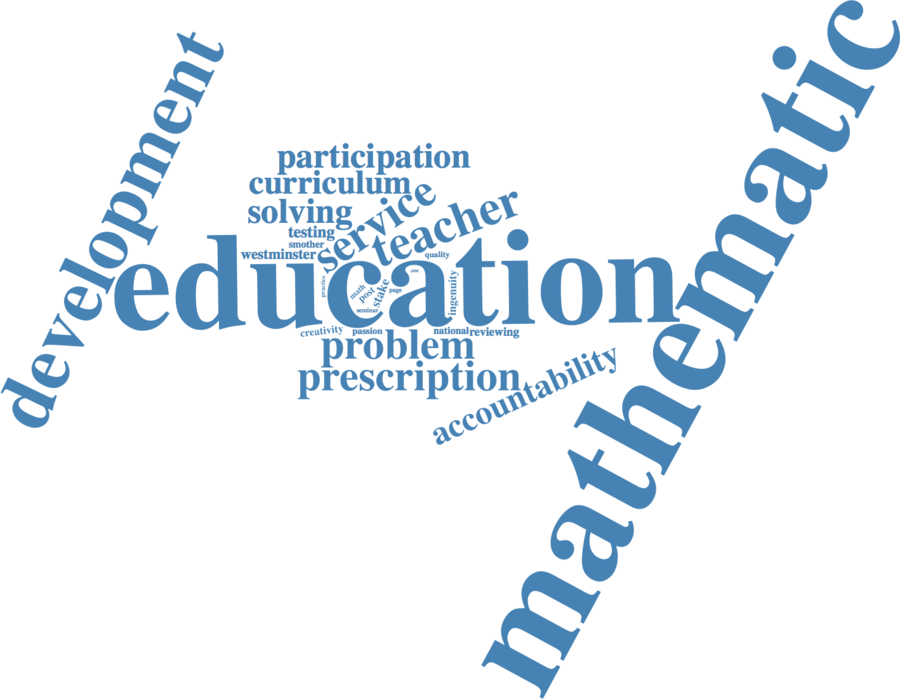 development
mathematic
participation
curriculum
service
solving
teacher
testing
smother
westminster
quality
education
practice
math
post
stake
page
ingenuity
seminar
creativity
passion
national
reviewing
problem
prescription
accountability